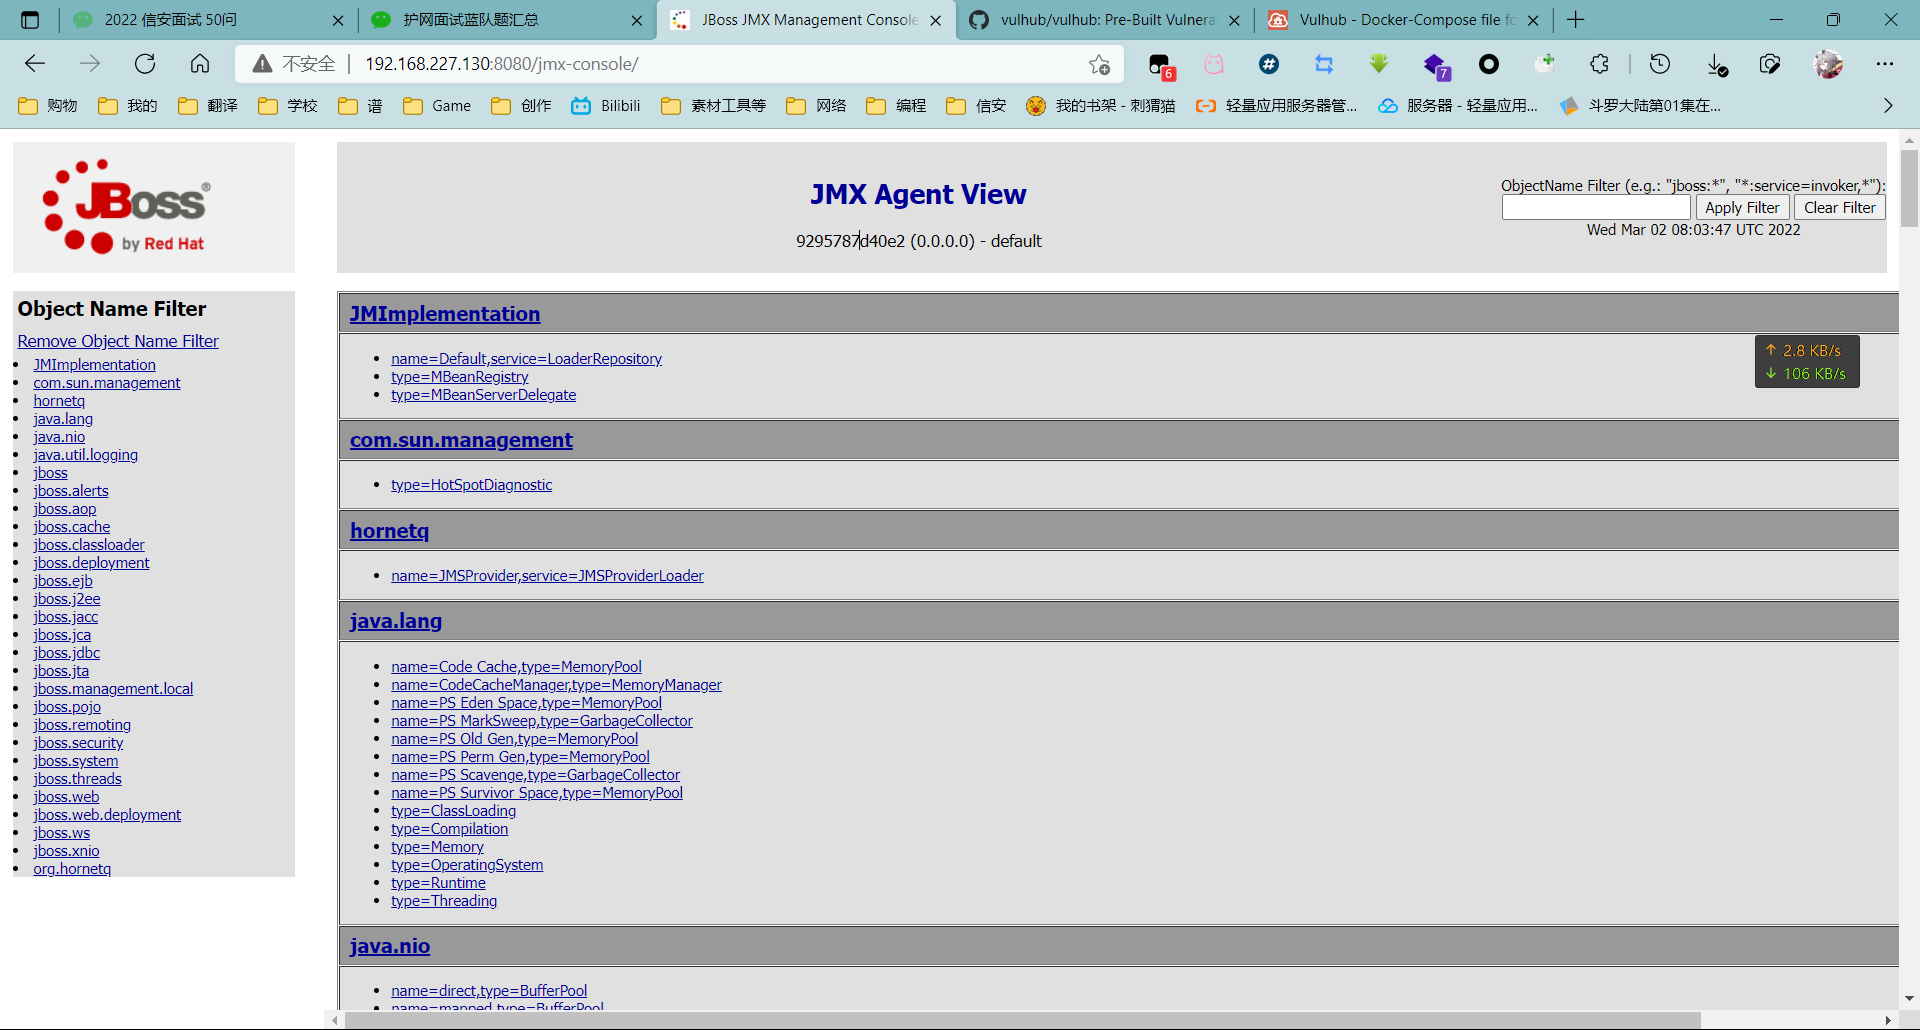 2022 信安面试 50问
护网面试蓝队题汇总
JBoss JMX Management Console
vulhub/vulhub: Pre-Built Vulnera
Vulhub - Docker-Compose file fo
不安全
192.168.227.130:8080/jmx-console/
6
7
购物
我的
翻译
学校
谱
Game
创作
Bilibili
素材工具等
网络
编程
信安
我的书架 - 刺猬猫
轻量应用服务器管...
服务器 - 轻量应用...
斗罗大陆第01集在...
JBoss®
by Red Hat
JMX Agent View
9295787d40e2 (0.0.0.0) - default
ObjectName Filter (e.g.: "jboss:*", "*:service=invoker,*"):
Apply Filter
Clear Filter
Wed Mar 02 08:03:47 UTC 2022
Object Name Filter
Remove Object Name Filter
JMImplementation
com.sun.management
hornetq
java.lang
java.nio
java.util.logging
jboss
jboss.alerts
jboss.aop
jboss.cache
jboss.classloader
jboss.deployment
jboss.ejb
jboss.j2ee
jboss.jacc
jboss.jca
jboss.jdbc
jboss.jta
jboss.management.local
jboss.pojo
jboss.remoting
jboss.security
jboss.system
jboss.threads
jboss.web
jboss.web.deployment
jboss.ws
jboss.xnio
org.hornetq
JMImplementation
name=Default,service=LoaderRepository
type=MBeanRegistry
type=MBeanServerDelegate
↑ 2.8 KB/s
↓ 106 KB/s
com.sun.management
type=HotSpotDiagnostic
hornetq
name=JMSProvider,service=JMSProviderLoader
java.lang
name=Code Cache,type=MemoryPool
name=CodeCacheManager,type=MemoryManager
name=PS Eden Space,type=MemoryPool
name=PS MarkSweep,type=GarbageCollector
name=PS Old Gen,type=MemoryPool
name=PS Perm Gen,type=MemoryPool
name=PS Scavenge,type=GarbageCollector
name=PS Survivor Space,type=MemoryPool
type=ClassLoading
type=Compilation
type=Memory
type=OperatingSystem
type=Runtime
type=Threading
java.nio
name=direct,type=BufferPool
name=mapped,type=BufferPool